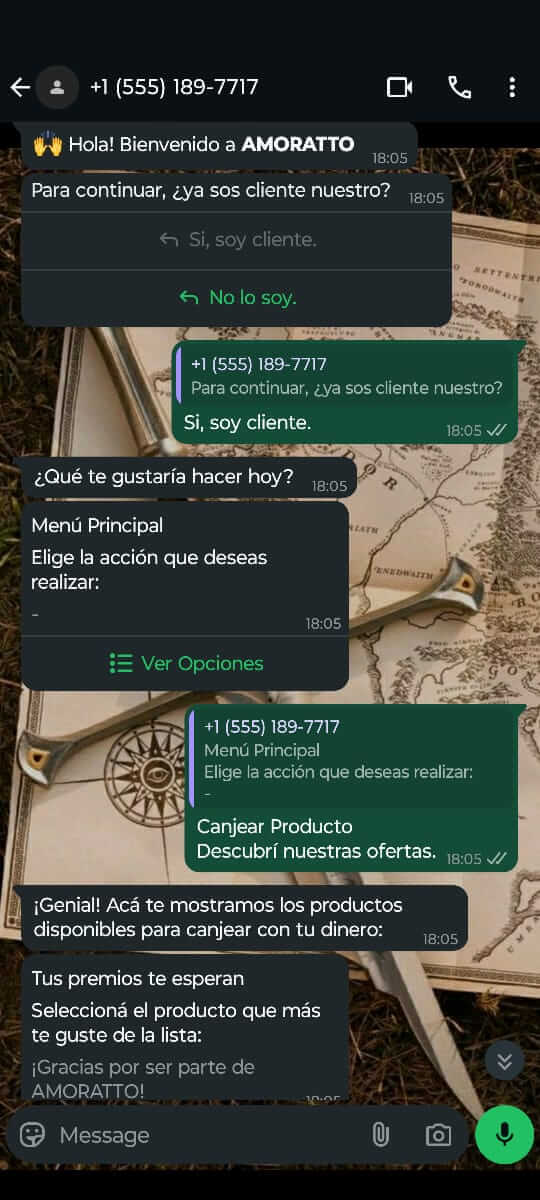 +1 (555) 189-7717
🙌 Hola! Bienvenido a AMORATTO
18:05
Para continuar, ¿ya sos cliente nuestro?
18:05
Si, soy cliente.
No lo soy.
+1 (555) 189-7717
Para continuar, ¿ya sos cliente nuestro?
Si, soy cliente.
18:05
¿Qué te gustaría hacer hoy?
18:05
Menú Principal
Elige la acción que deseas
realizar:
-
18:05
Ver Opciones
+1 (555) 189-7717
Menú Principal
Elige la acción que deseas realizar:
-
Canjear Producto
Descubrí nuestras ofertas.
18:05
¡Genial! Acá te mostramos los productos
disponibles para canjear con tu dinero:
18:05
Tus premios te esperan
Seleccioná el producto que más
te guste de la lista:
¡Gracias por ser parte de
AMORATTO!
Message
ENEDWAITH